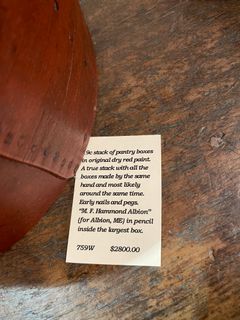 19c stack of pantry boxes
in original dry red paint.
A true stack with all the
boxes made by the same
hand and most likely
around the same time.
Early nails and pegs.
"M. F. Hammond Albion"
(for Albion, ME) in pencil
inside the largest box.
759W $2800.00